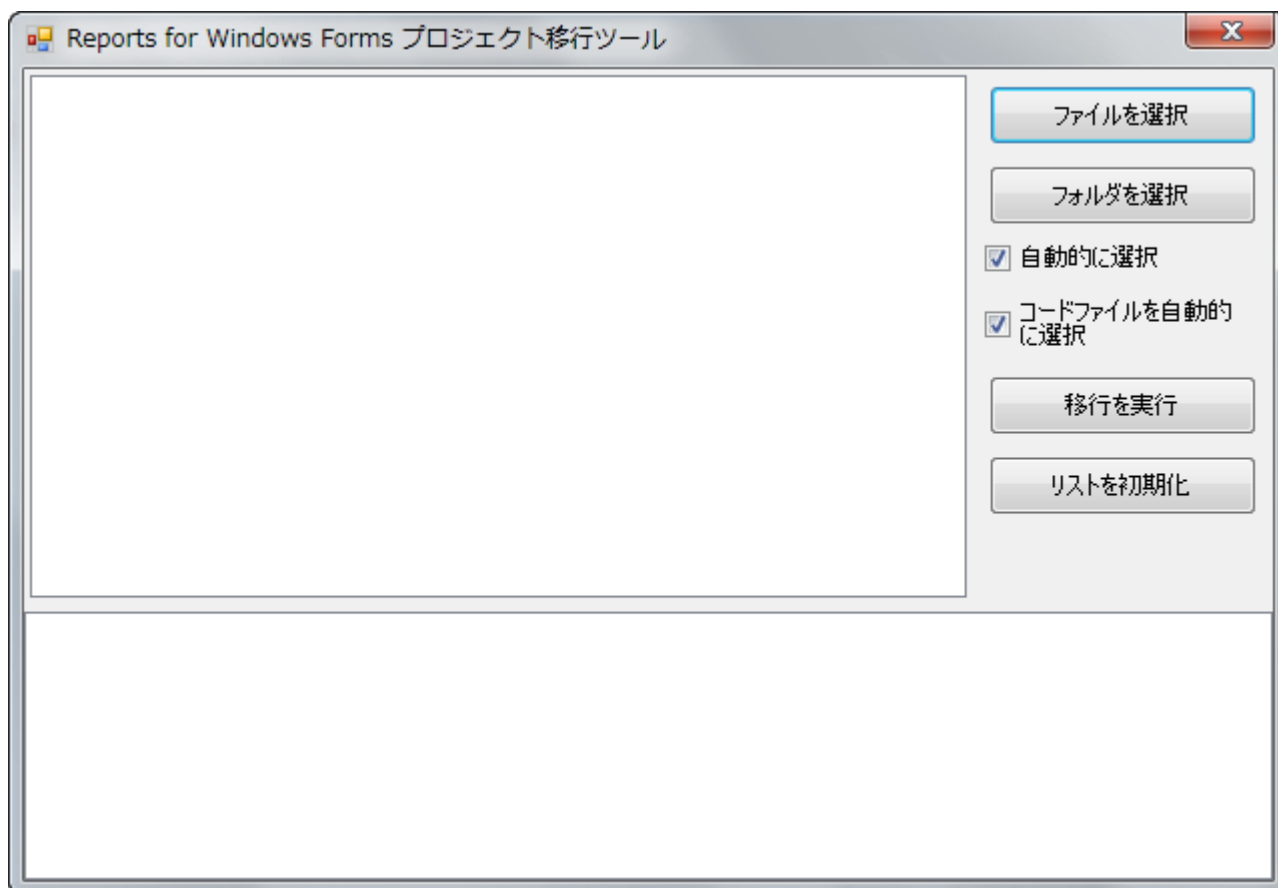 Reports for Windows Forms プロジェクト移行ツール
ファイルを選択
フォルダを選択
自動的に選択
コードファイルを自動的
に選択
移行を実行
リストを初期化